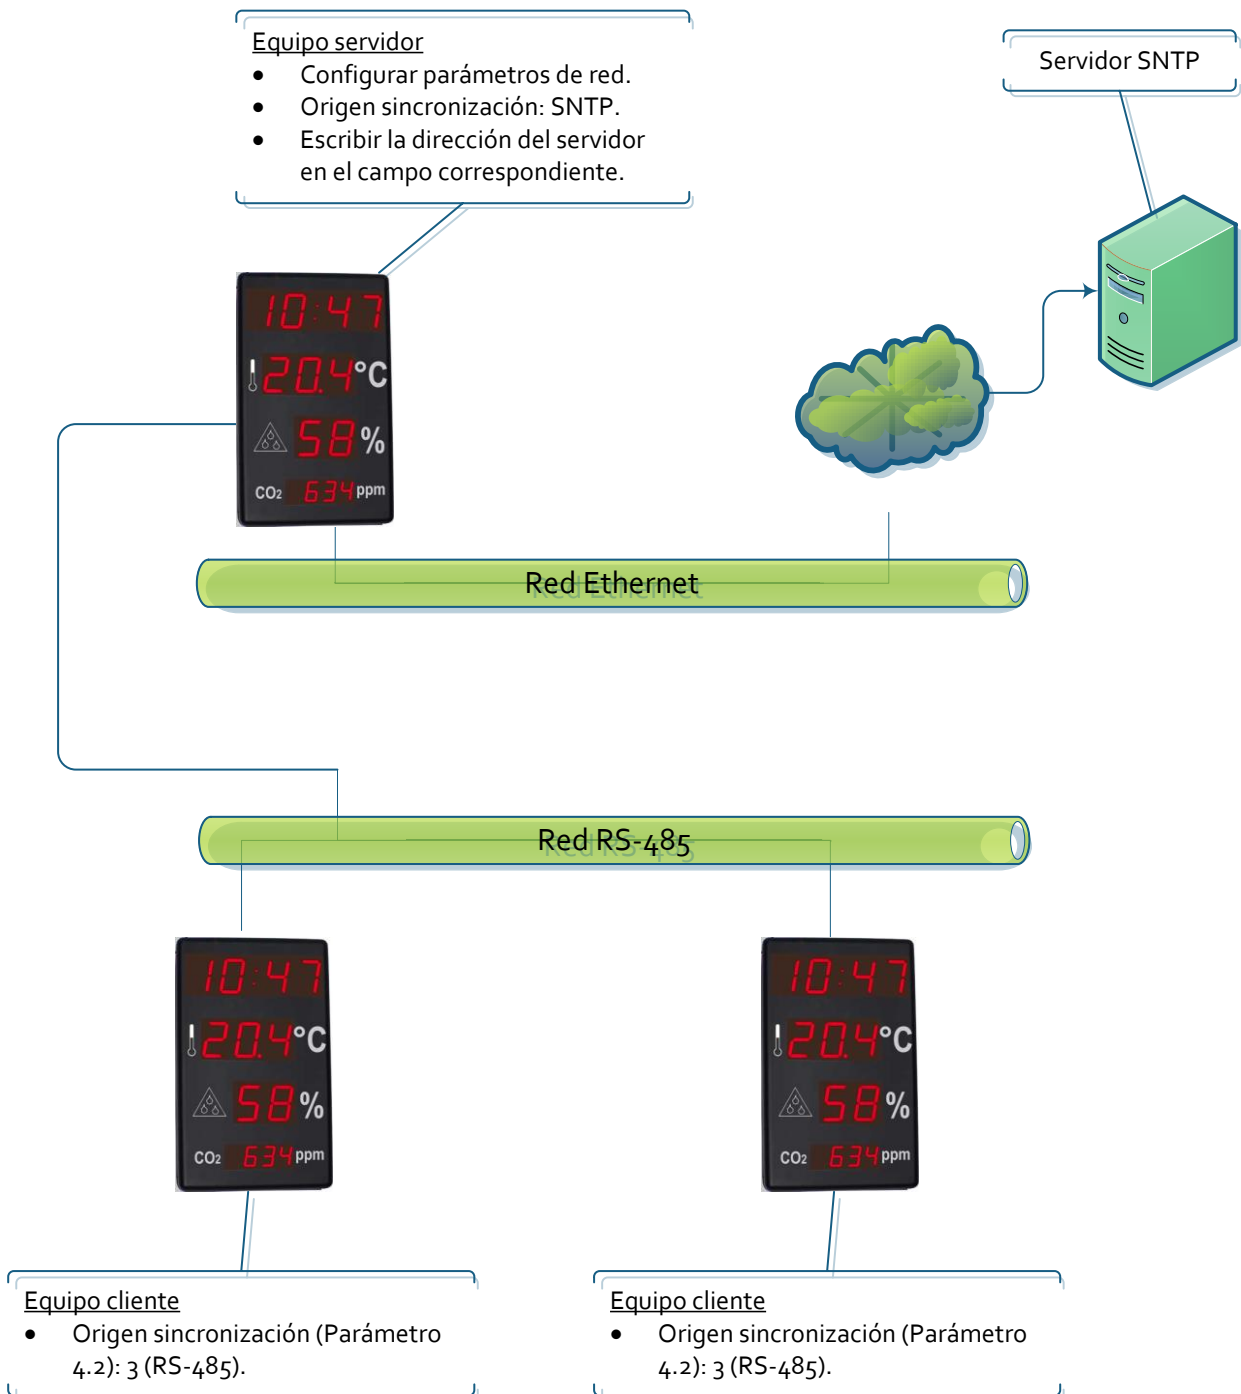 Equipo servidor
• Configurar parámetros de red.
• Origen sincronización: SNTP.
• Escribir la dirección del servidor
en el campo correspondiente.
Servidor SNTP
10:47
20.4°C
58%
CO2 634 ppm
Red Ethernet
Red RS-485
10:47
20.4°C
58%
CO2 634 ppm
10:47
20.4°C
58%
CO2 634 ppm
Equipo cliente
• Origen sincronización (Parámetro
4.2): 3 (RS-485).
Equipo cliente
• Origen sincronización (Parámetro
4.2): 3 (RS-485).